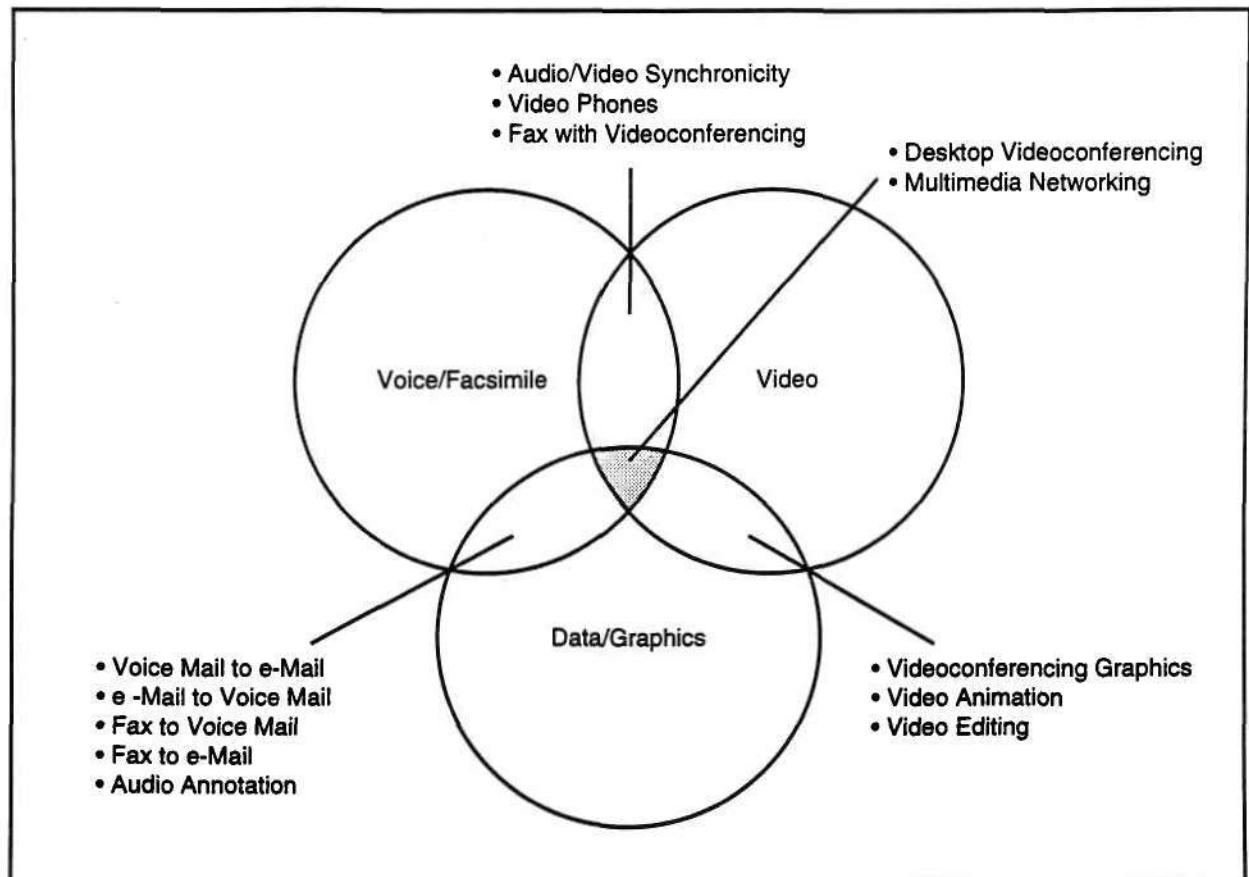 • Audio/Video Synchronicity
• Video Phones
• Fax with Videoconferencing
• Desktop Videoconferencing
• Multimedia Networking
Voice/Facsimile
Video
Data/Graphics
• Voice Mail to e-Mail
• e -Mail to Voice Mail
• Fax to Voice Mail
• Fax to e-Mail
• Audio Annotation
• Videoconferencing Graphics
• Video Animation
• Video Editing